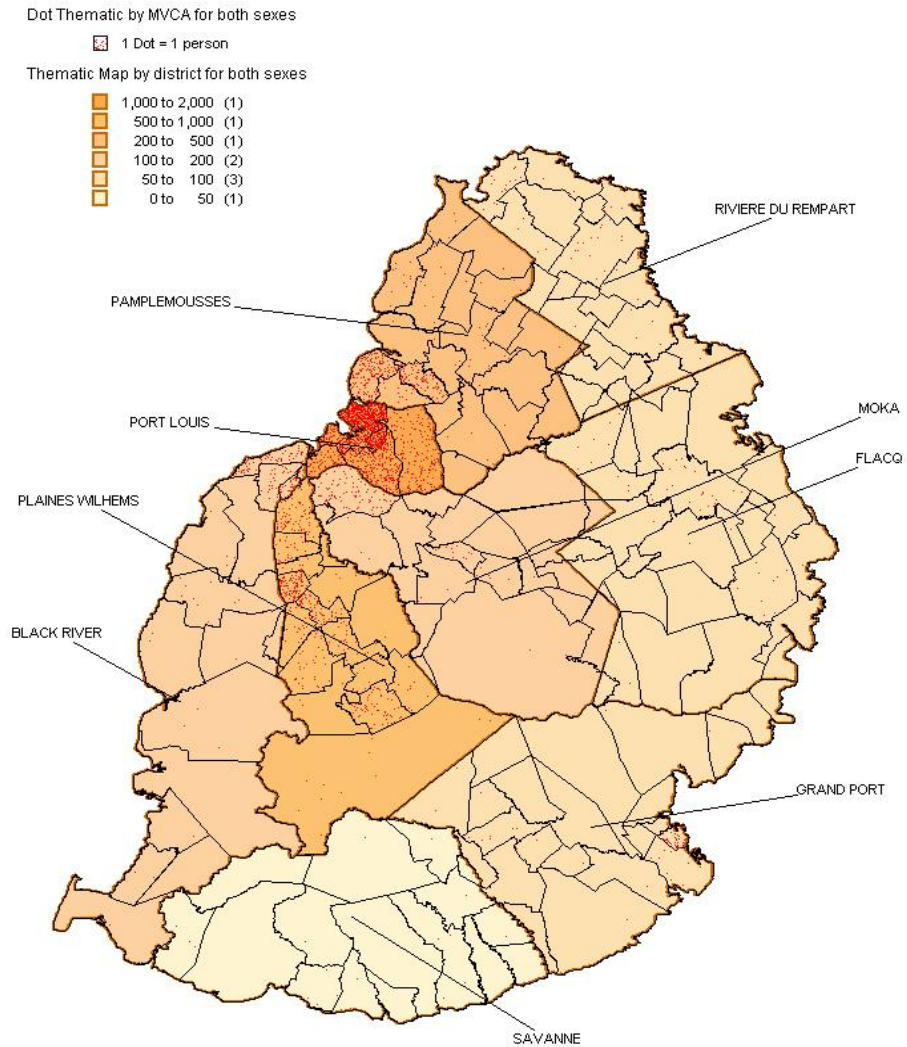 Dot Thematic by MVCA for both sexes
1 Dot = 1 person
Thematic Map by district for both sexes
1,000 to 2,000 (1)
500 to 1,000 (1)
200 to 500 (1)
100 to 200 (2)
50 to 100 (3)
0 to 50 (1)
RIVIERE DU REMPART
PAMPLEMOUSSES
MOKA
PORT LOUIS
FLACQ
PLAINES WILHEMS
BLACK RIVER
GRAND PORT
SAVANNE